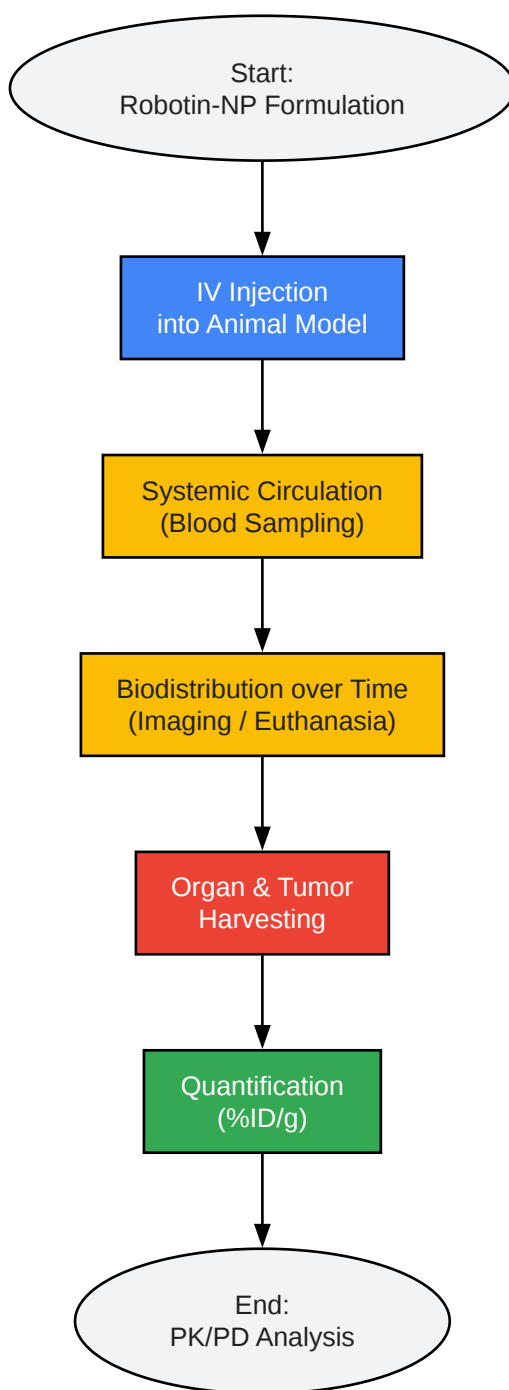 Start:
Robotin-NP Formulation
IV Injection
into Animal Model
Systemic Circulation
(Blood Sampling)
Biodistribution over Time
(Imaging / Euthanasia)
Organ & Tumor
Harvesting
Quantification
(%ID/g)
End:
PK/PD Analysis